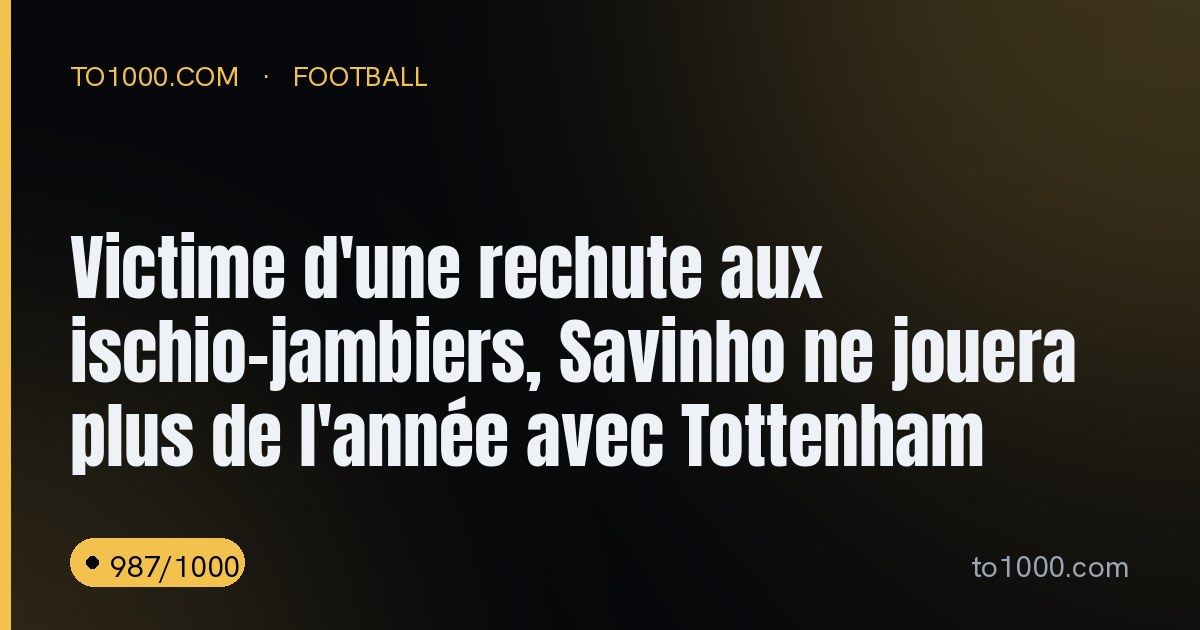 TO1000.COM · FOOTBALL
Victime d'une rechute aux
ischio-jambiers, Savinho ne jouera
plus de l'année avec Tottenham
987/1000
to1000.com